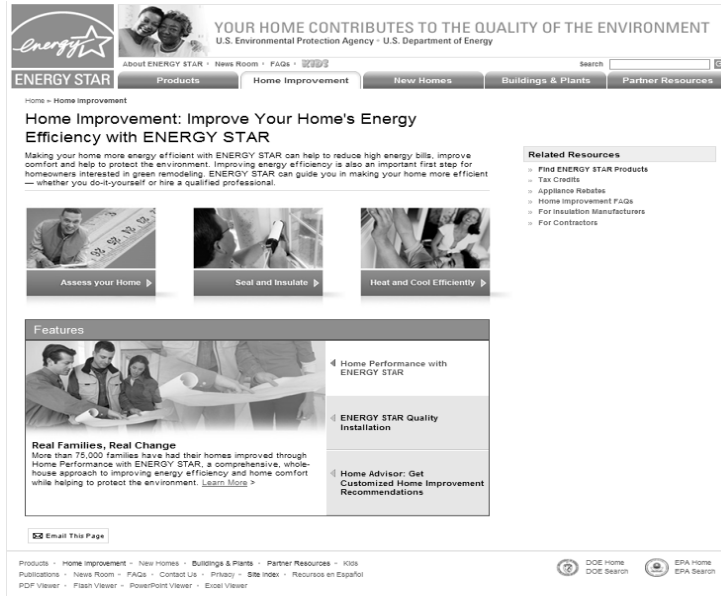 energy
YOUR HOME CONTRIBUTES TO THE QUALITY OF THE ENVIRONMENT
U.S. Environmental Protection Agency - U.S. Department of Energy
About ENERGY STAR · News Room · FAQs · KIDS
Search
ENERGY STAR
Products
Home Improvement
New Homes
Buildings & Plants
Partner Resources
Home » Home Improvement
Home Improvement: Improve Your Home's Energy
Efficiency with ENERGY STAR
Making your home more energy efficient with ENERGY STAR can help to reduce high energy bills, improve
comfort and help to protect the environment. Improving energy efficiency is also an important first step for
homeowners interested in green remodeling. ENERGY STAR can guide you in making your home more efficient
— whether you do-it-yourself or hire a qualified professional.
Related Resources
» Find ENERGY STAR Products
» Tax Credits
» Appliance Rebates
» Home Improvement FAQs
» For Insulation Manufacturers
» For Contractors
Assess your Home
Seal and Insulate
Heat and Cool Efficiently
Features
Home Performance with
ENERGY STAR
ENERGY STAR Quality
Installation
Home Advisor: Get
Customized Home Improvement
Recommendations
Real Families, Real Change
More than 75,000 families have had their homes improved through
Home Performance with ENERGY STAR, a comprehensive, whole-
house approach to improving energy efficiency and home comfort
while helping to protect the environment. Learn More >
Email This Page
Products · Home Improvement · New Homes · Buildings & Plants · Partner Resources · Kids
Publications · News Room · FAQs · Contact Us · Privacy · Site Index · Recursos en Español
PDF Viewer · Flash Viewer · PowerPoint Viewer · Excel Viewer
DOE Home
DOE Search
EPA Home
EPA Search